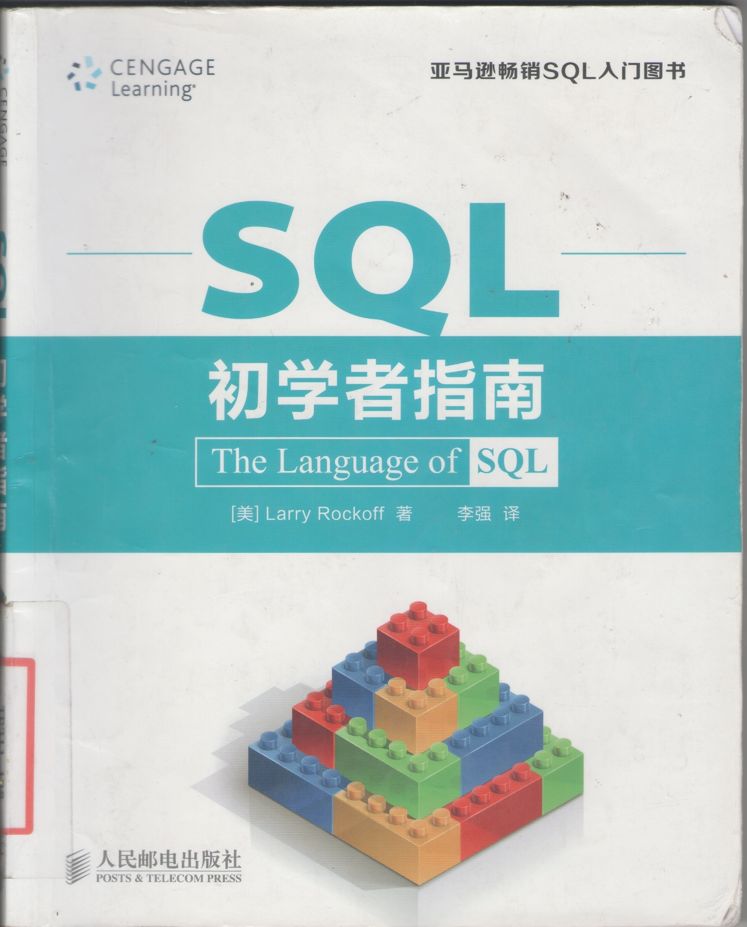 CENGAGE
Learning®
亚马逊畅销SQL入门图书
SQL
初学者指南
The Language of SQL
[美] Larry Rockoff 著 李强 译
人民邮电出版社
POSTS & TELECOM PRESS
CENGAGE
SQL